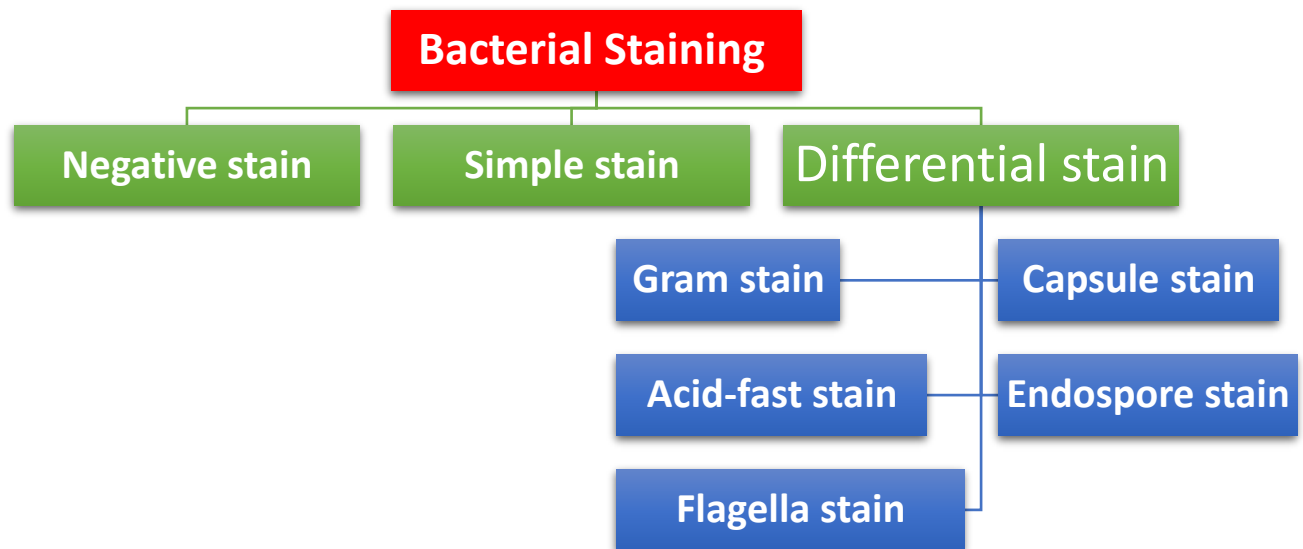 Bacterial Staining
Negative stain
Simple stain
Differential stain
Gram stain
Capsule stain
Acid-fast stain
Endospore stain
Flagella stain